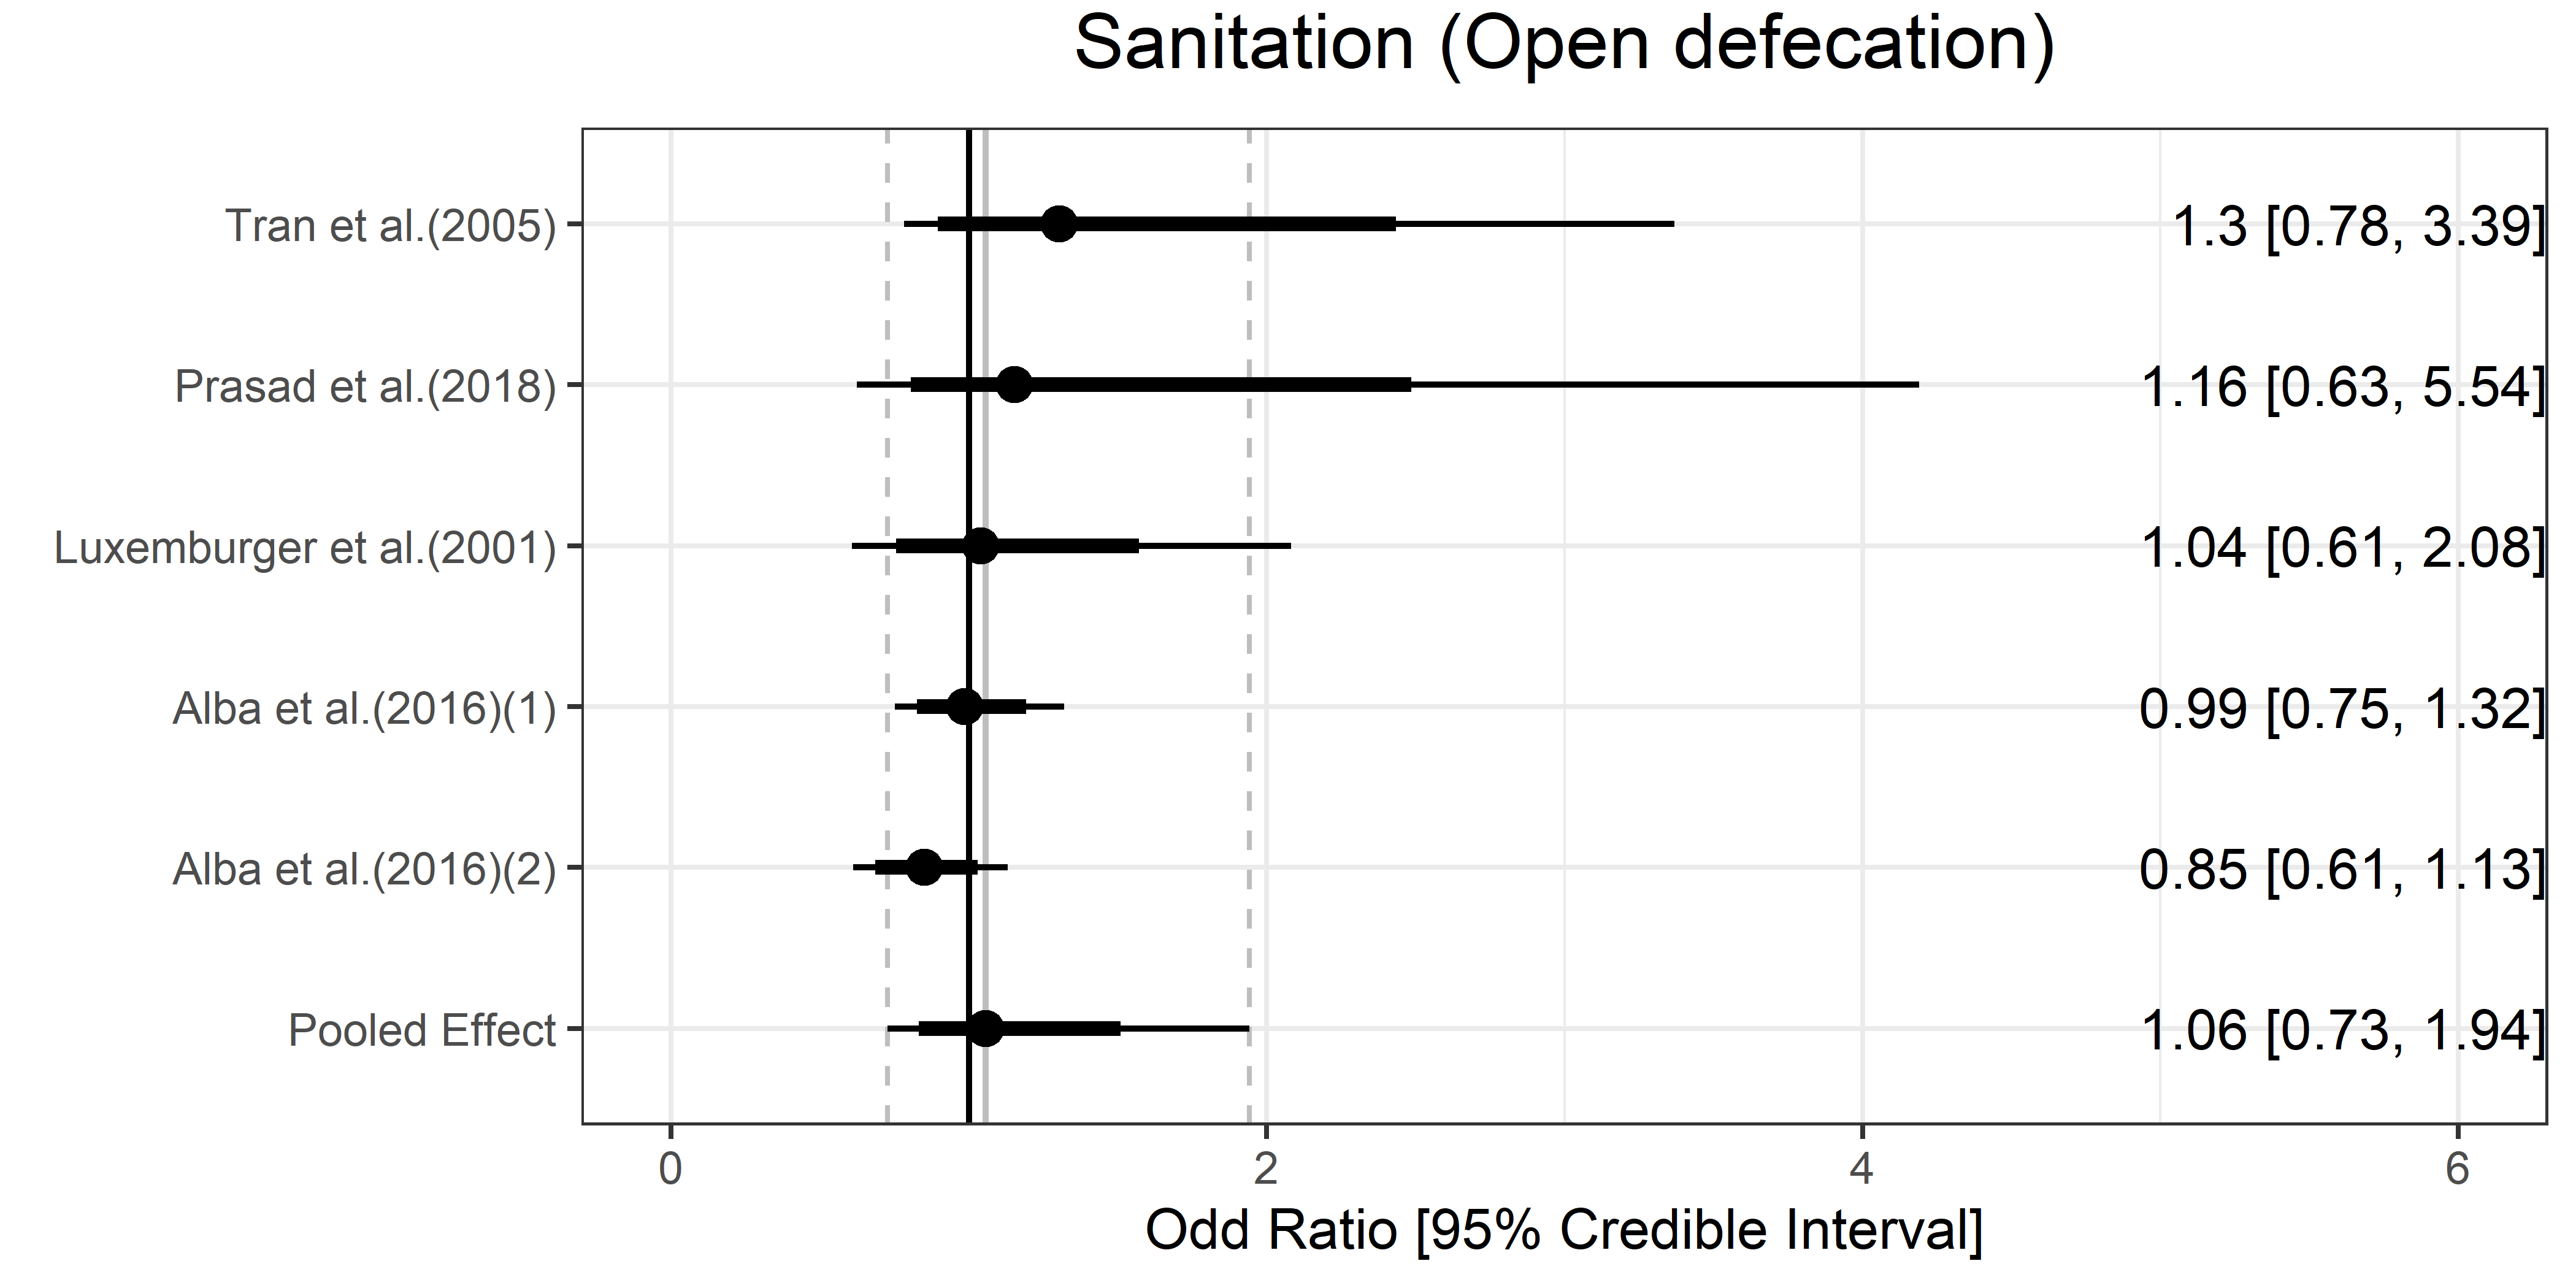 Sanitation (Open defecation)
Tran et al.(2005) 1.3 [0.78, 3.39]
Prasad et al.(2018) 1.16 [0.63, 5.54]
Luxemburger et al.(2001) 1.04 [0.61, 2.08]
Alba et al.(2016)(1) 0.99 [0.75, 1.32]
Alba et al.(2016)(2) 0.85 [0.61, 1.13]
Pooled Effect 1.06 [0.73, 1.94]
0 2 4 6
Odd Ratio [95% Credible Interval]